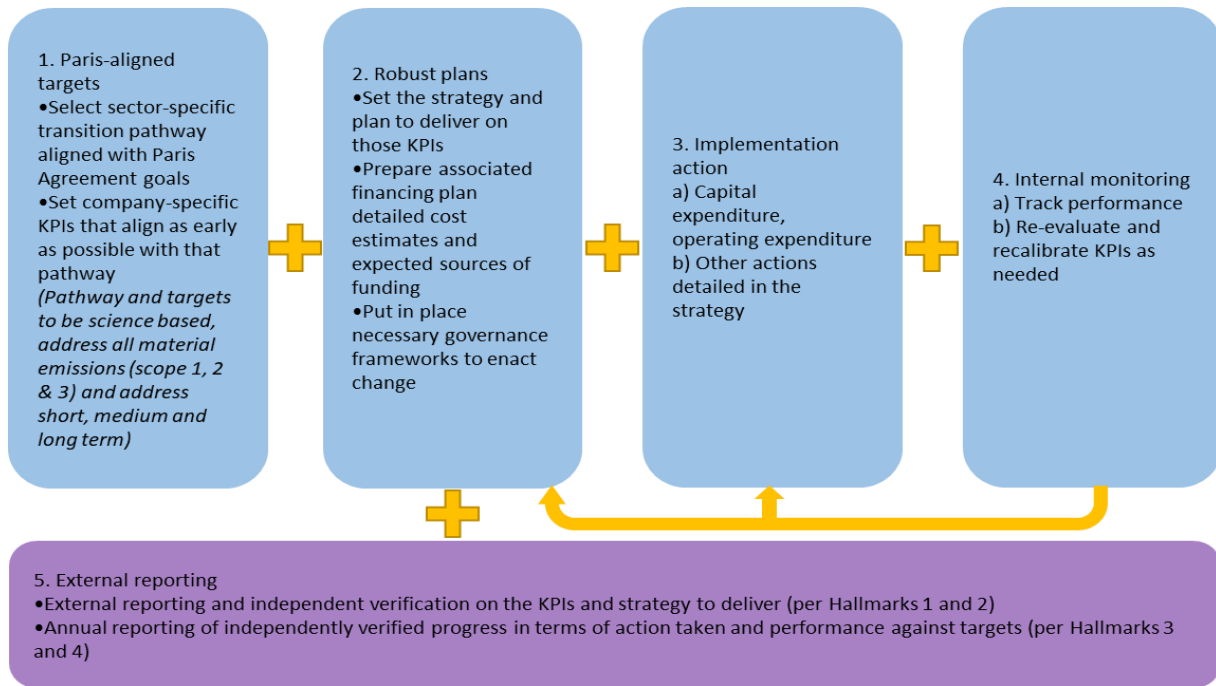 1. Paris-aligned
targets
•Select sector-specific
transition pathway
aligned with Paris
Agreement goals
•Set company-specific
KPIs that align as early
as possible with that
pathway
(Pathway and targets
to be science based,
address all material
emissions (scope 1, 2
& 3) and address
short, medium and
long term)
2. Robust plans
•Set the strategy and
plan to deliver on
those KPIs
•Prepare associated
financing plan
detailed cost
estimates and
expected sources of
funding
•Put in place
necessary governance
frameworks to enact
change
3. Implementation
action
a) Capital
expenditure,
operating expenditure
b) Other actions
detailed in the
strategy
4. Internal monitoring
a) Track performance
b) Re-evaluate and
recalibrate KPIs as
needed
5. External reporting
•External reporting and independent verification on the KPIs and strategy to deliver (per Hallmarks 1 and 2)
•Annual reporting of independently verified progress in terms of action taken and performance against targets (per Hallmarks 3
and 4)